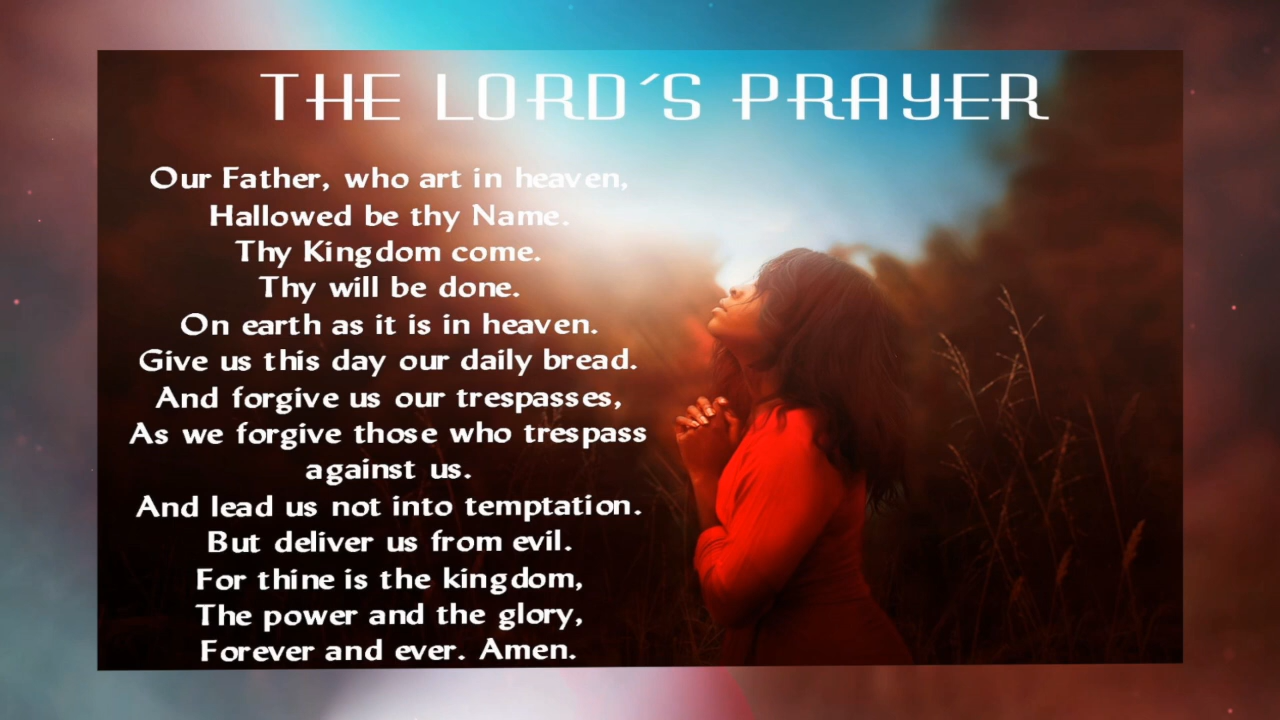 THE LORD´S PRAYER
Our Father, who art in heaven,
Hallowed be thy Name.
Thy Kingdom come.
Thy will be done.
On earth as it is in heaven.
Give us this day our daily bread.
And forgive us our trespasses,
As we forgive those who trespass
against us.
And lead us not into temptation.
But deliver us from evil.
For thine is the kingdom,
The power and the glory,
Forever and ever. Amen.